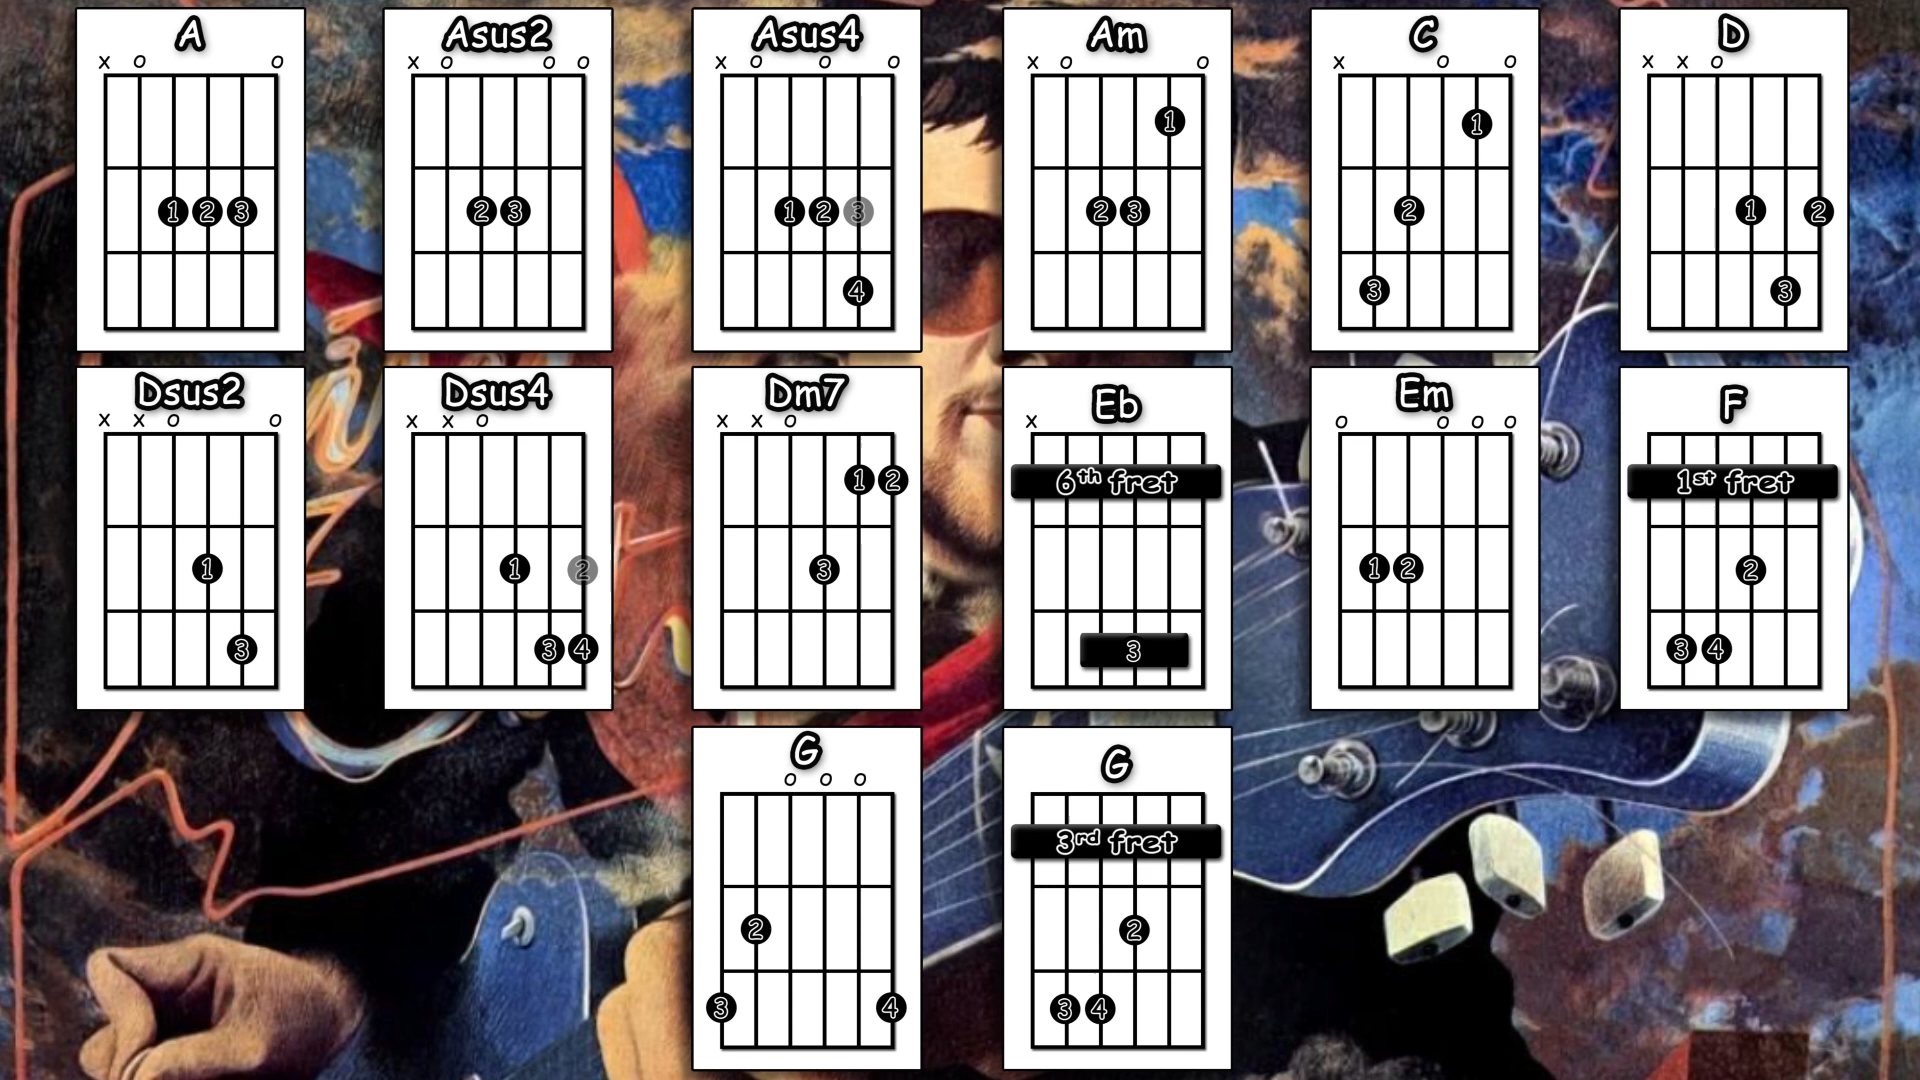 A
x o o
1 2 3
Asus2
x o o o
2 3
Asus4
x o o o
1 2 3
4
Am
x o o
1
2 3
C
x o o
1
2
3
D
x x o
1 2
3
Dsus2
x x o o
1
3
Dsus4
x x o
1 2
3 4
Dm7
x x o
1 2
3
Eb
x
6th fret
3
Em
o o o o
1 2
F
1st fret
2
3 4
G
o o o
2
3 4
G
3rd fret
2
3 4